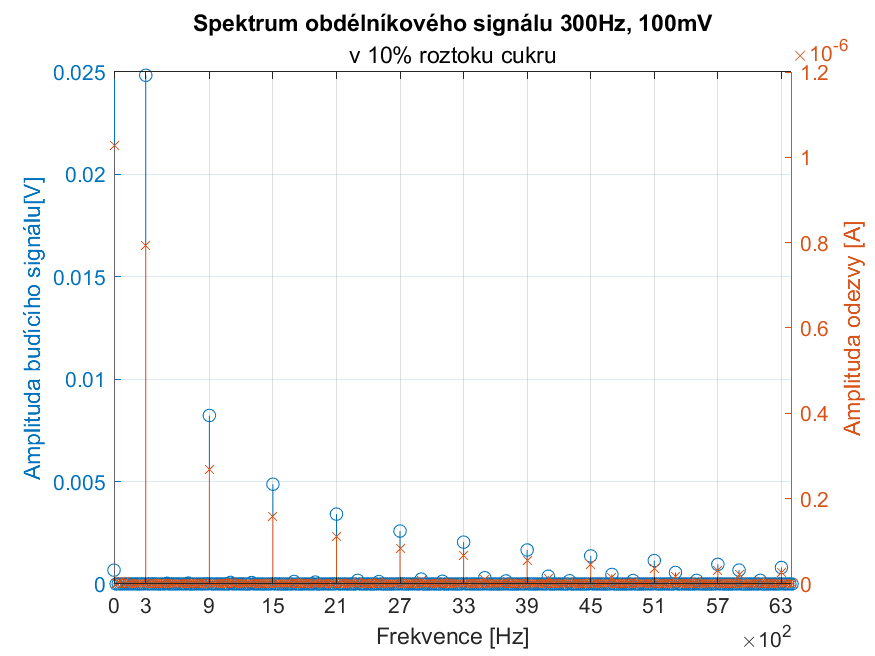 Spektrum obdélníkového signálu 300Hz, 100mV
v 10% roztoku cukru
×10-6
0.025
0.02
0.015
0.01
0.005
0
Amplituda budícího signálu[V]
1.2
1
0.8
0.6
0.4
0.2
0
Amplituda odezvy [A]
0 3 9 15 21 27 33 39 45 51 57 63
Frekvence [Hz]
×102